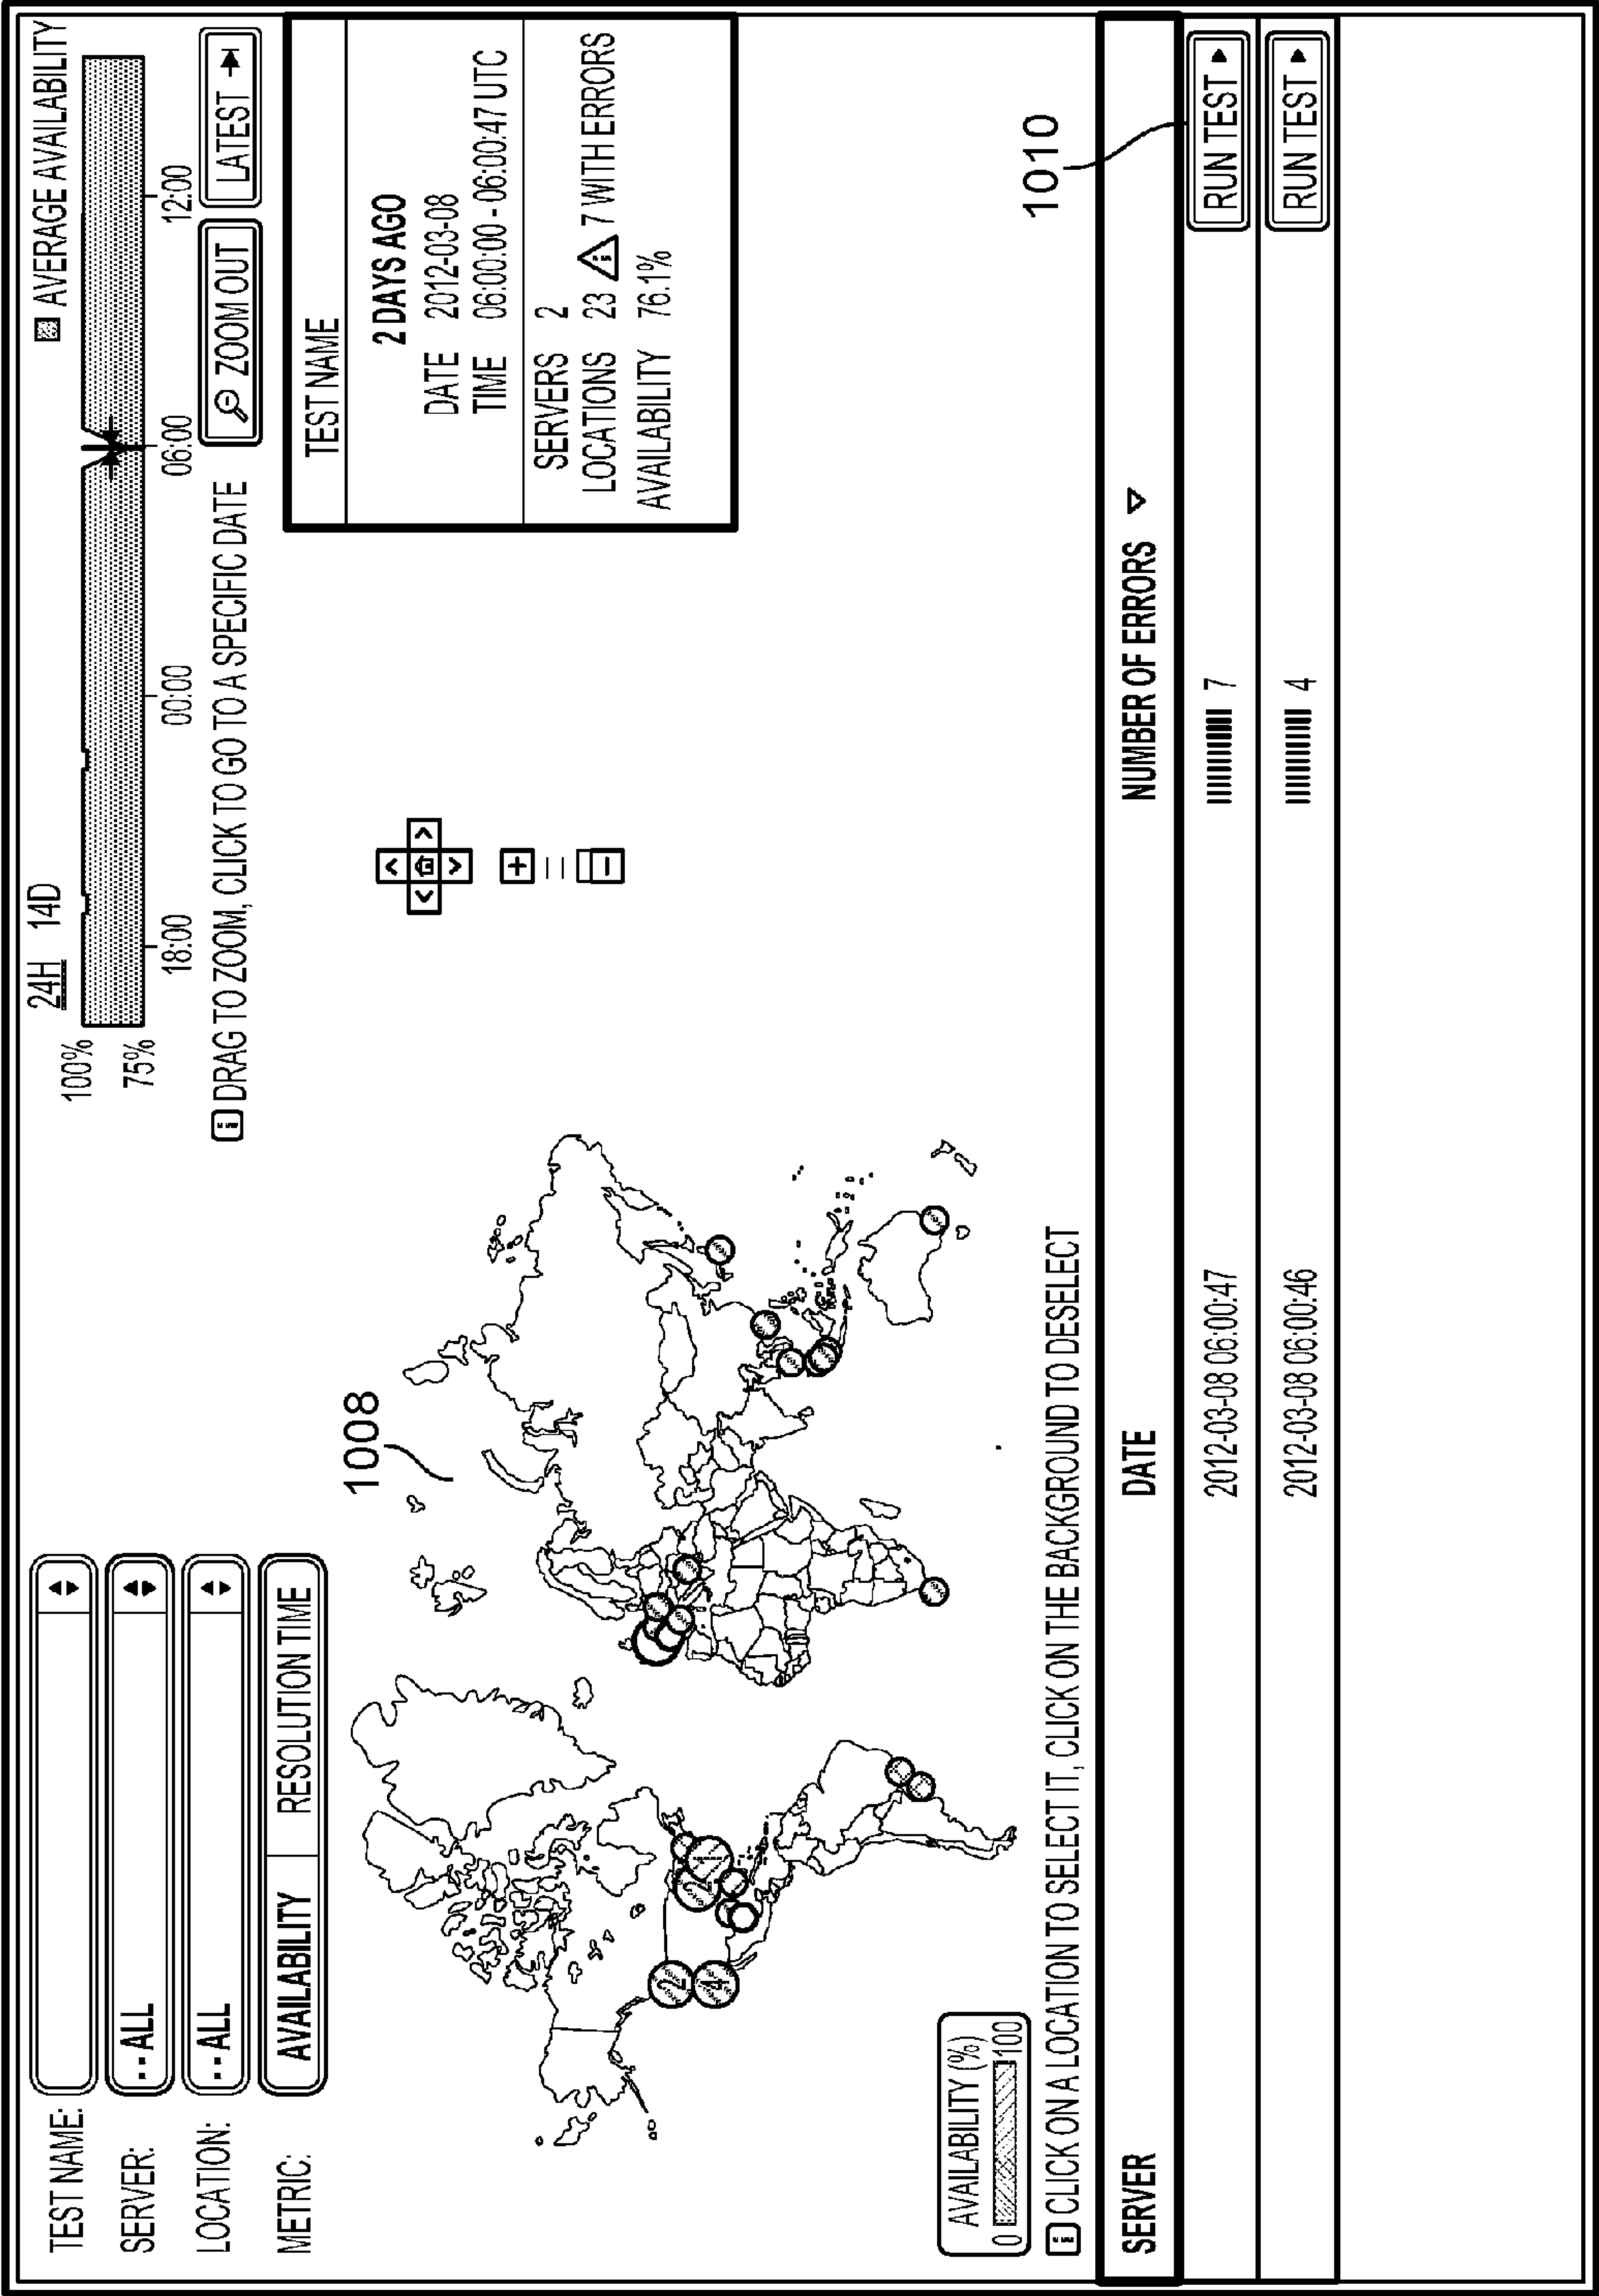 TEST NAME:
SERVER: --ALL
LOCATION: --ALL
METRIC: AVAILABILITY RESOLUTION TIME
24H 14D
AVERAGE AVAILABILITY
100%
75%
18:00 00:00 06:00 12:00
DRAG TO ZOOM, CLICK TO GO TO A SPECIFIC DATE
ZOOM OUT
LATEST
1008
TEST NAME
2 DAYS AGO
DATE 2012-03-08
TIME 06:00:00 - 06:00:47 UTC
SERVERS 2
LOCATIONS 23 7 WITH ERRORS
AVAILABILITY 76.1%
2
4
2
AVAILABILITY (%)
0 100
CLICK ON A LOCATION TO SELECT IT, CLICK ON THE BACKGROUND TO DESELECT
1010
SERVER DATE NUMBER OF ERRORS
2012-03-08 06:00:47 7 RUN TEST
2012-03-08 06:00:46 4 RUN TEST